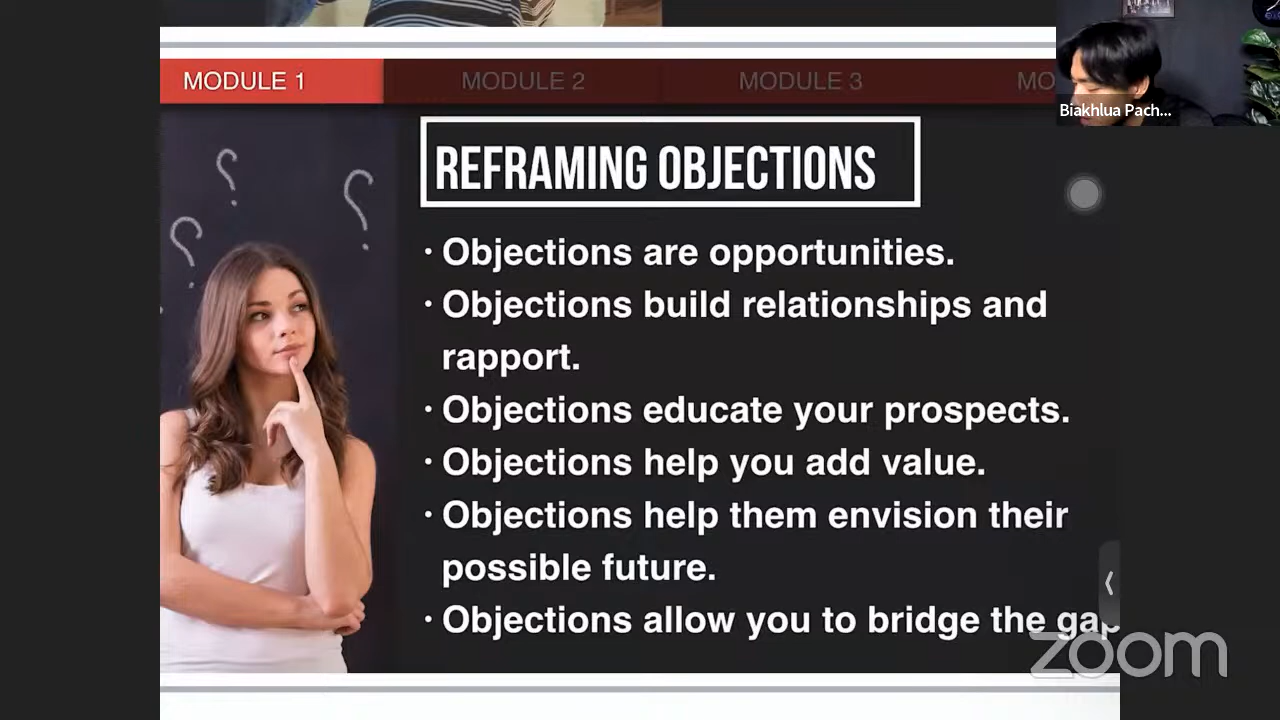 MODULE 1
MODULE 2
MODULE 3
MO
Biakhlua Pach...
REFRAMING OBJECTIONS
· Objections are opportunities.
· Objections build relationships and
rapport.
· Objections educate your prospects.
· Objections help you add value.
· Objections help them envision their
possible future.
· Objections allow you to bridge the gap
zoom